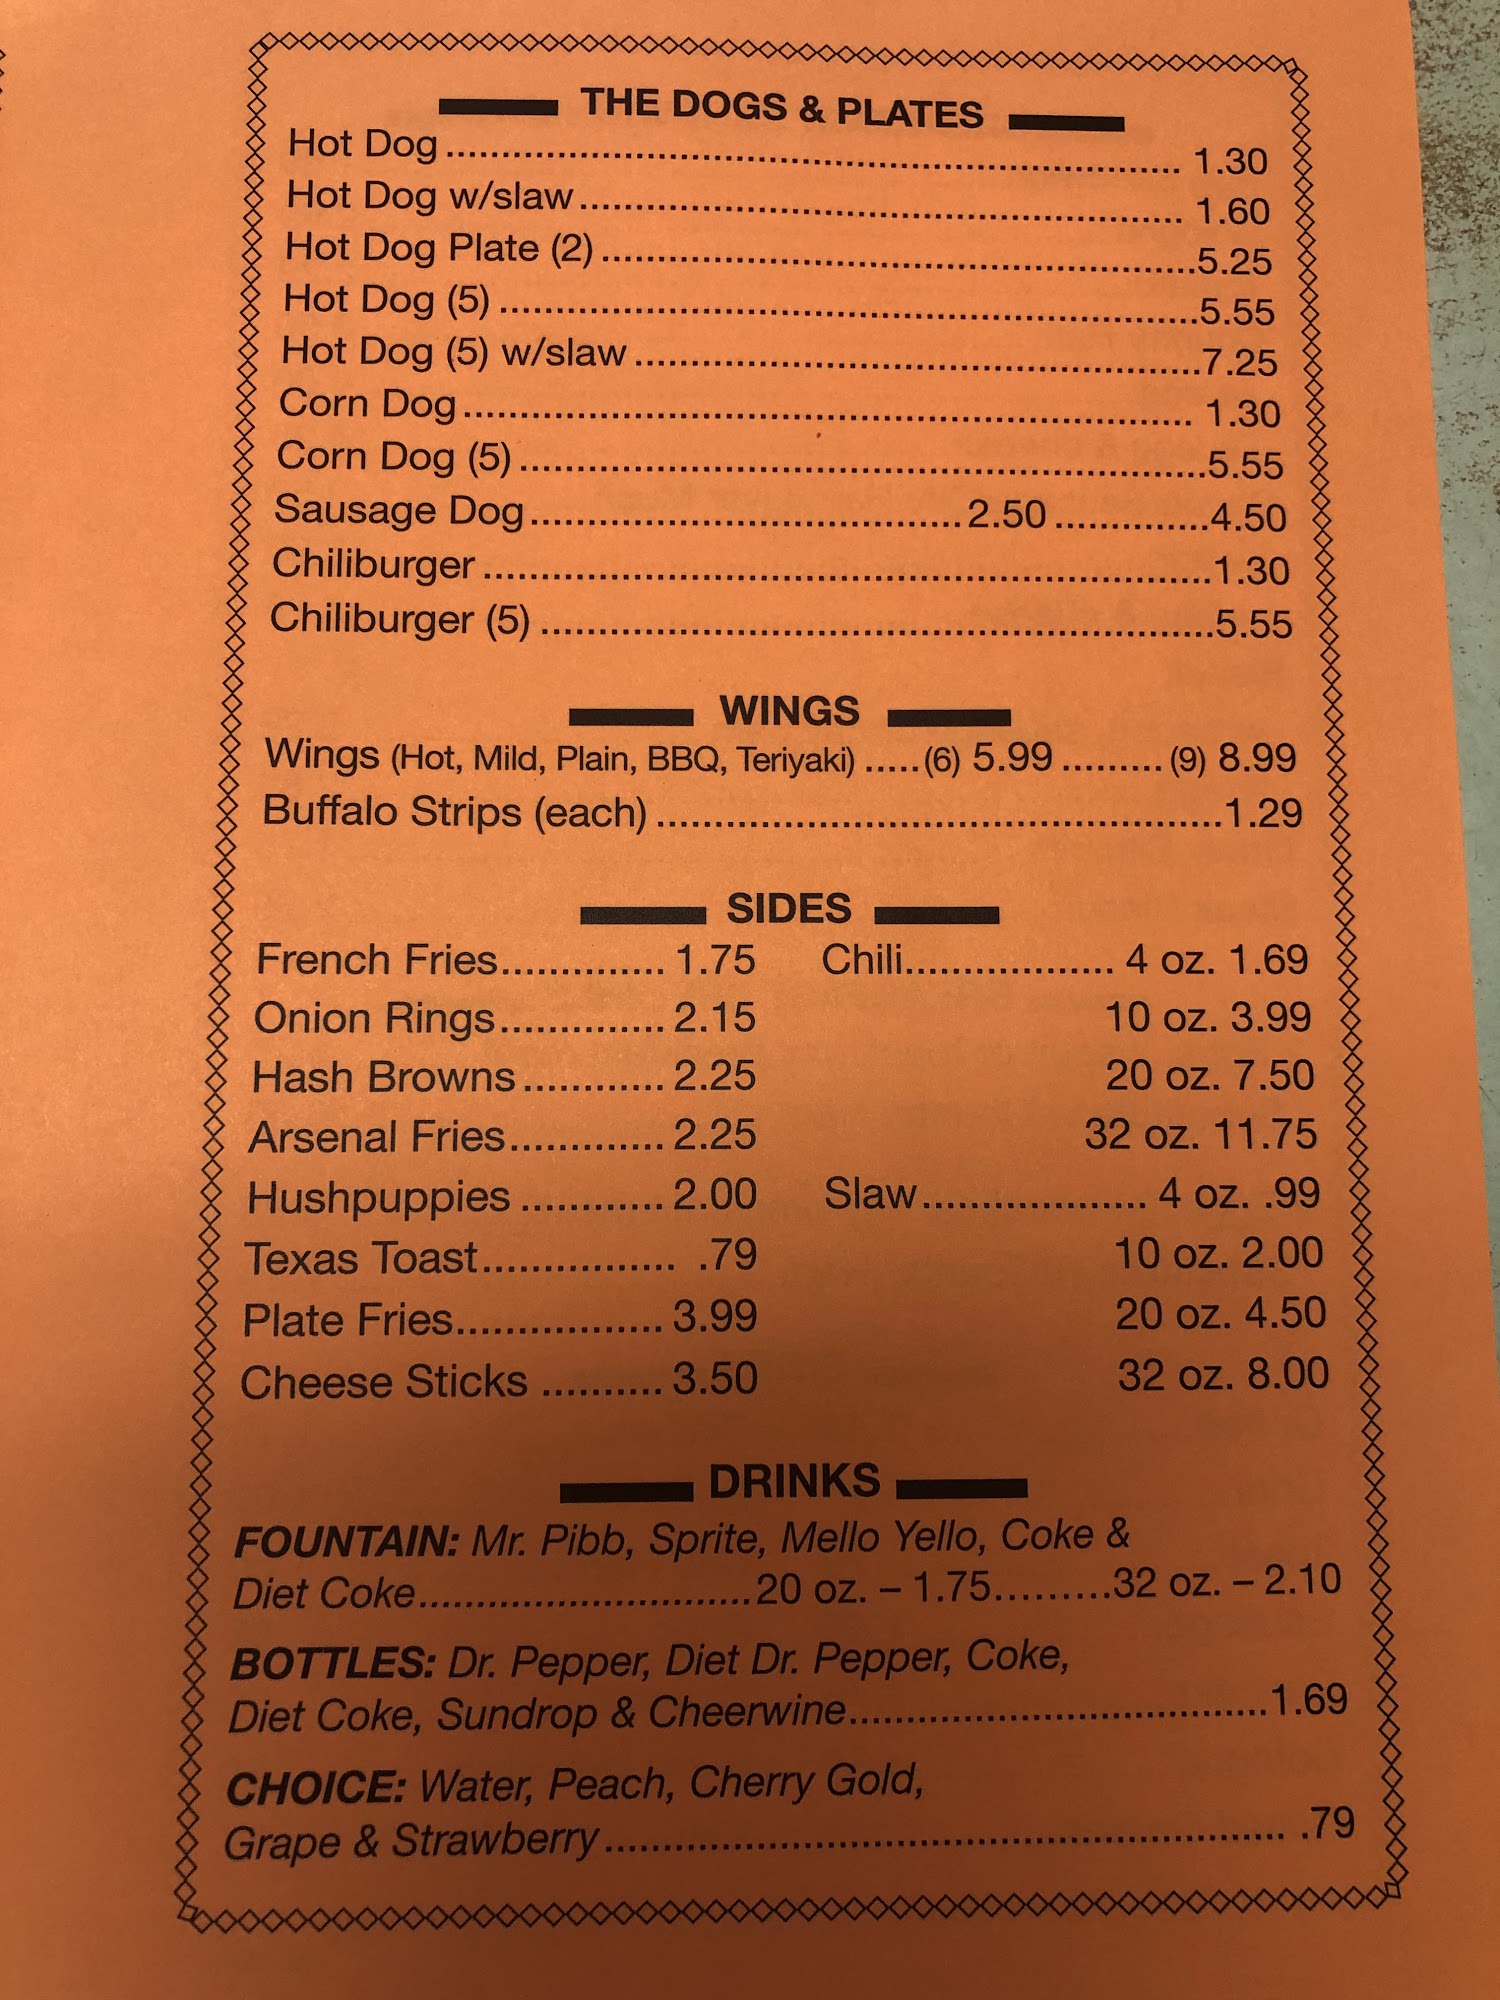 THE DOGS & PLATES
Hot Dog 1.30
Hot Dog w/slaw 1.60
Hot Dog Plate (2) 5.25
Hot Dog (5) 5.55
Hot Dog (5) w/slaw 7.25
Corn Dog 1.30
Corn Dog (5) 5.55
Sausage Dog 2.50 4.50
Chiliburger 1.30
Chiliburger (5) 5.55
WINGS
Wings (Hot, Mild, Plain, BBQ, Teriyaki) .....(6) 5.99 ......... (9) 8.99
Buffalo Strips (each) 1.29
SIDES
French Fries 1.75
Onion Rings 2.15
Hash Browns 2.25
Arsenal Fries 2.25
Hushpuppies 2.00
Texas Toast .79
Plate Fries 3.99
Cheese Sticks 3.50
Chili 4 oz. 1.69
10 oz. 3.99
20 oz. 7.50
32 oz. 11.75
Slaw 4 oz. .99
10 oz. 2.00
20 oz. 4.50
32 oz. 8.00
DRINKS
FOUNTAIN: Mr. Pibb, Sprite, Mello Yello, Coke &
Diet Coke 20 oz. – 1.75 32 oz. – 2.10
BOTTLES: Dr. Pepper, Diet Dr. Pepper, Coke,
Diet Coke, Sundrop & Cheerwine 1.69
CHOICE: Water, Peach, Cherry Gold,
Grape & Strawberry .79